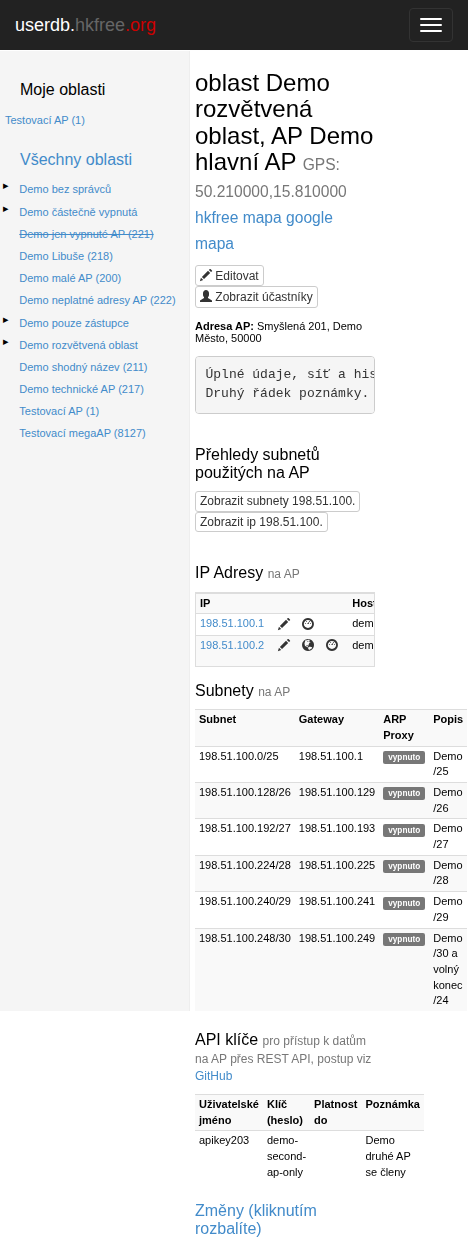 userdb.hkfree.org
Moje oblasti
Testovací AP (1)
Všechny oblasti
Demo bez správců
Demo částečně vypnutá
Demo jen vypnuté AP (221)
Demo Libuše (218)
Demo malé AP (200)
Demo neplatné adresy AP (222)
Demo pouze zástupce
Demo rozvětvená oblast
Demo shodný název (211)
Demo technické AP (217)
Testovací AP (1)
Testovací megaAP (8127)
oblast Demo
rozvětvená
oblast, AP Demo
hlavní AP GPS:
50.210000,15.810000
hkfree mapa google
mapa
Editovat
Zobrazit účastníky
Adresa AP: Smyšlená 201, Demo
Město, 50000
Úplné údaje, síť a his
Druhý řádek poznámky.
Přehledy subnetů
použitých na AP
Zobrazit subnety 198.51.100.
Zobrazit ip 198.51.100.
IP Adresy na AP
IP Host
198.51.100.1 dem
198.51.100.2 dem
Subnety na AP
Subnet Gateway ARP Popis
Proxy
198.51.100.0/25 198.51.100.1 vypnuto Demo
/25
198.51.100.128/26 198.51.100.129 vypnuto Demo
/26
198.51.100.192/27 198.51.100.193 vypnuto Demo
/27
198.51.100.224/28 198.51.100.225 vypnuto Demo
/28
198.51.100.240/29 198.51.100.241 vypnuto Demo
/29
198.51.100.248/30 198.51.100.249 vypnuto Demo
/30 a
volný
konec
/24
API klíče pro přístup k datům
na AP přes REST API, postup viz
GitHub
Uživatelské Klíč Platnost Poznámka
jméno (heslo) do
apikey203 demo- Demo
second- druhé AP
ap-only se členy
Změny (kliknutím
rozbalíte)